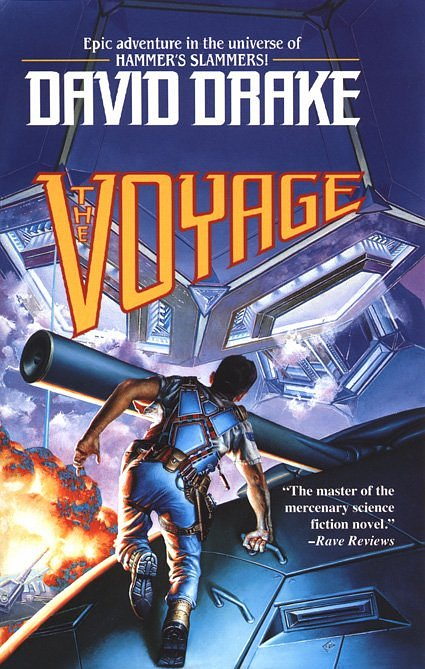 Epic adventure in the universe of
HAMMER'S SLAMMERS!
DAVID DRAKE
THE
VOYAGE
"The master of the
mercenary science
fiction novel."
–Rave Reviews